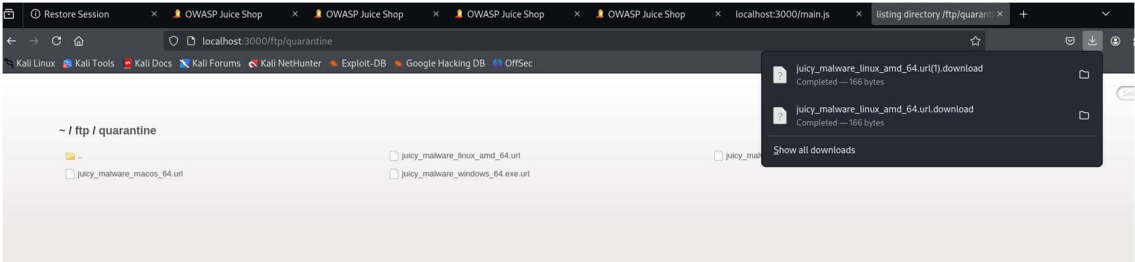 Restore Session × OWASP Juice Shop × OWASP Juice Shop × OWASP Juice Shop × OWASP Juice Shop × localhost:3000/main.js × listing directory /ftp/quaranti × +
localhost:3000/ftp/quarantine
Kali Linux Kali Tools Kali Docs Kali Forums Kali NetHunter Exploit-DB Google Hacking DB OffSec
juicy_malware_linux_amd_64.url(1).download
Completed — 166 bytes
juicy_malware_linux_amd_64.url.download
Completed — 166 bytes
Show all downloads
~ / ftp / quarantine
.. juicy_malware_linux_amd_64.url juicy_mal
juicy_malware_macos_64.url juicy_malware_windows_64.exe.url